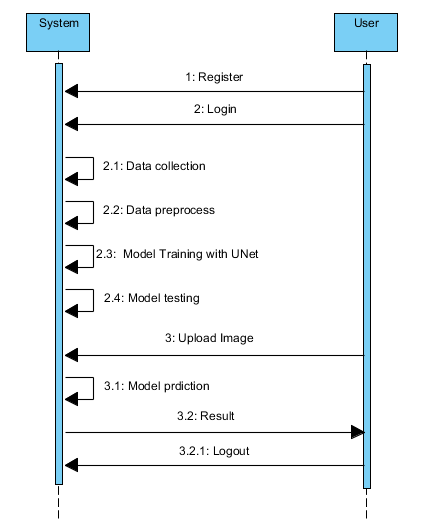 System
User
1: Register
2: Login
2.1: Data collection
2.2: Data preprocess
2.3: Model Training with UNet
2.4: Model testing
3: Upload Image
3.1: Model prdiction
3.2: Result
3.2.1: Logout